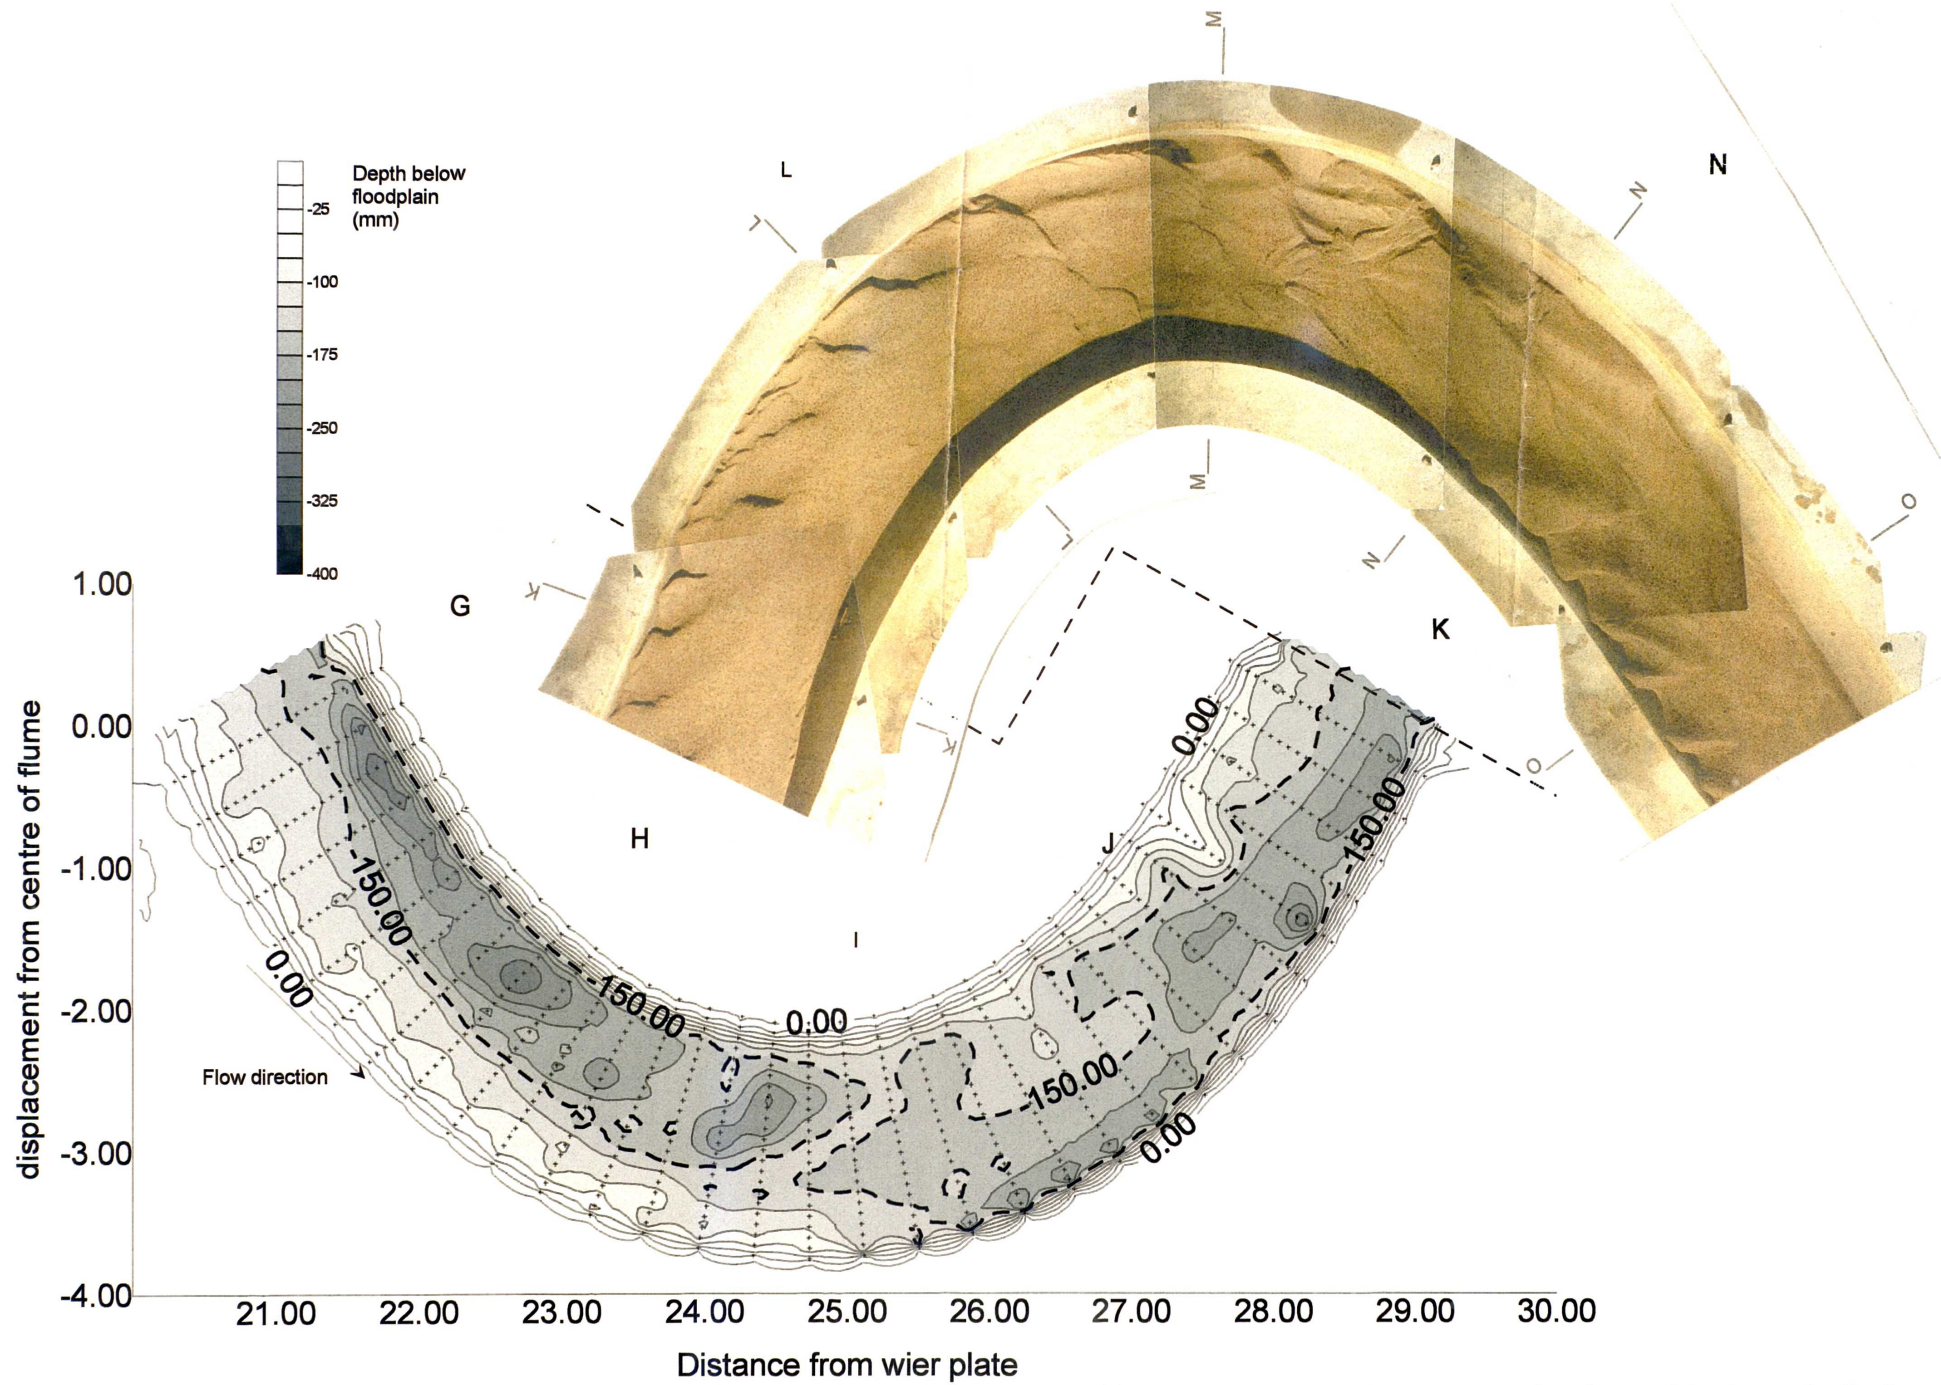 M
L
N
N
L
Depth below
floodplain
(mm)
-25
-100
-175
-250
-325
-400
M
O
L
N
K
G
K
K
O
H
J
I
1.00
0.00
-1.00
-2.00
-3.00
-4.00
displacement from centre of flume
0.00
-150.00
-150.00
0.00
-150.00
0.00
-150.00
0.00
Flow direction
21.00 22.00 23.00 24.00 25.00 26.00 27.00 28.00 29.00 30.00
Distance from wier plate